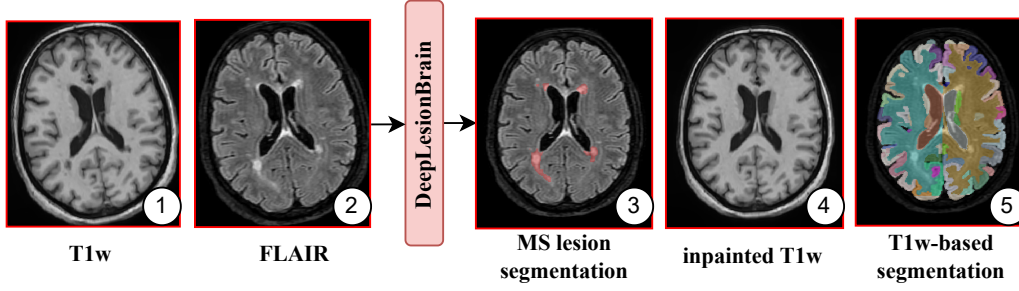 1
2
DeepLesionBrain
3
4
5
T1w
FLAIR
MS lesion
segmentation
inpainted T1w
T1w-based
segmentation